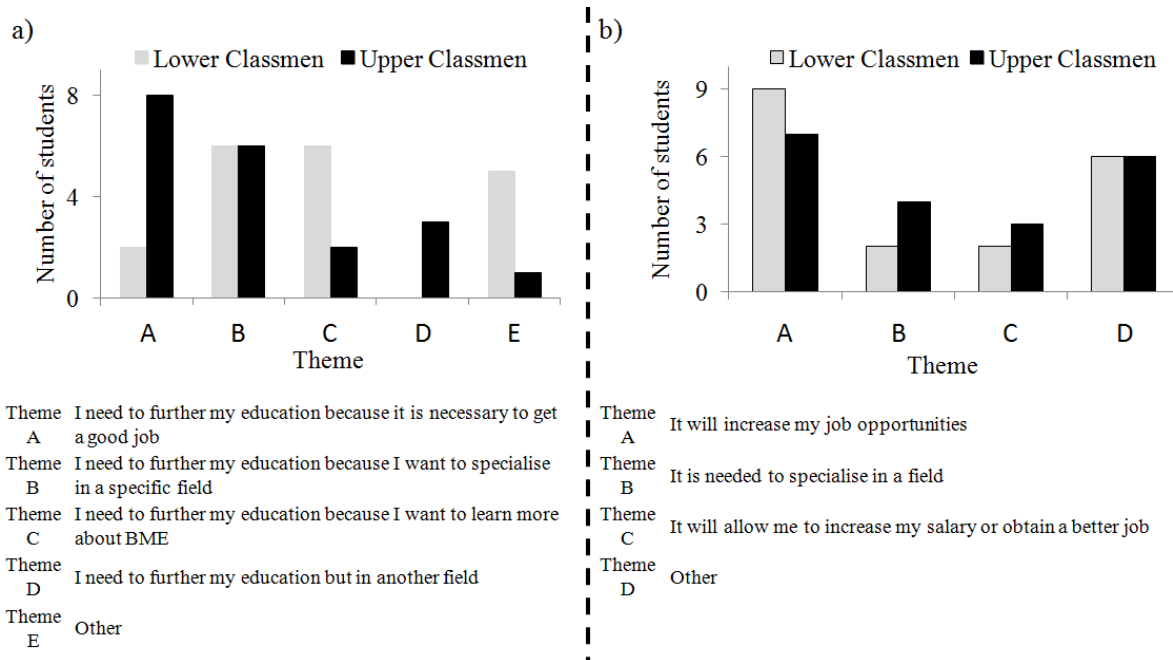 a)
Lower Classmen Upper Classmen
Number of students
8
4
0
A B C D E
Theme
Theme A I need to further my education because it is necessary to get
a good job
Theme B I need to further my education because I want to specialise
in a specific field
Theme C I need to further my education because I want to learn more
about BME
Theme D I need to further my education but in another field
Theme E Other
b)
Lower Classmen Upper Classmen
Number of students
9
6
3
0
A B C D
Theme
Theme A It will increase my job opportunities
Theme B It is needed to specialise in a field
Theme C It will allow me to increase my salary or obtain a better job
Theme D Other